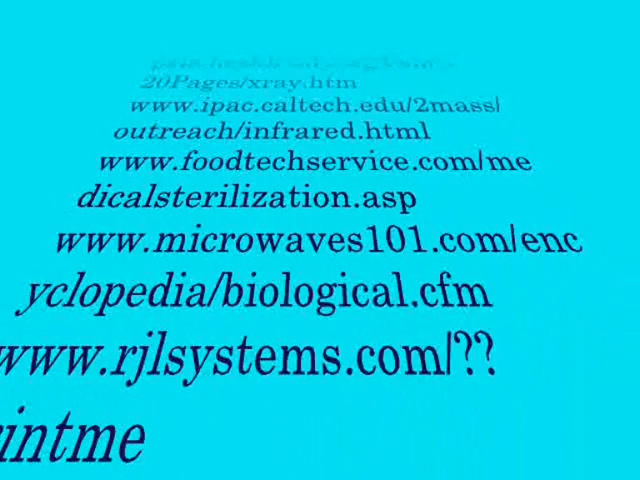 20Pages/xray.htm
www.ipac.caltech.edu/2mass/
outreach/infrared.html
www.foodtechservice.com/me
dicalsterilization.asp
www.microwaves101.com/enc
yclopedia/biological.cfm
www.rjlsystems.com/??
intme